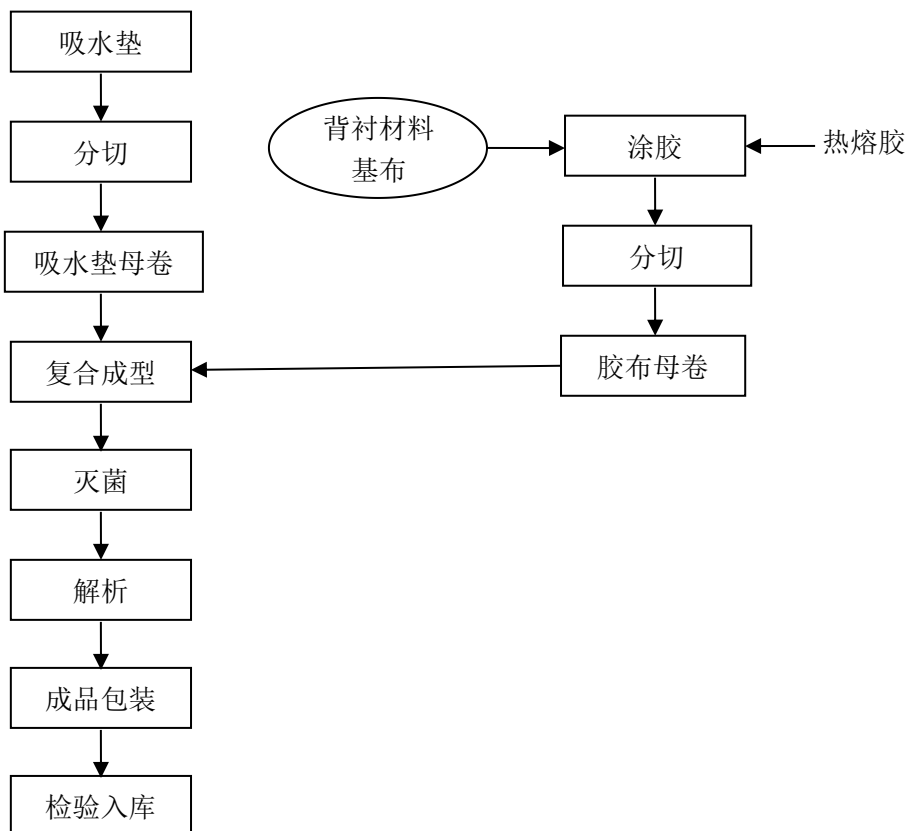 吸水垫
分切
吸水垫母卷
复合成型
灭菌
解析
成品包装
检验入库
背衬材料
基布
涂胶
热熔胶
分切
胶布母卷